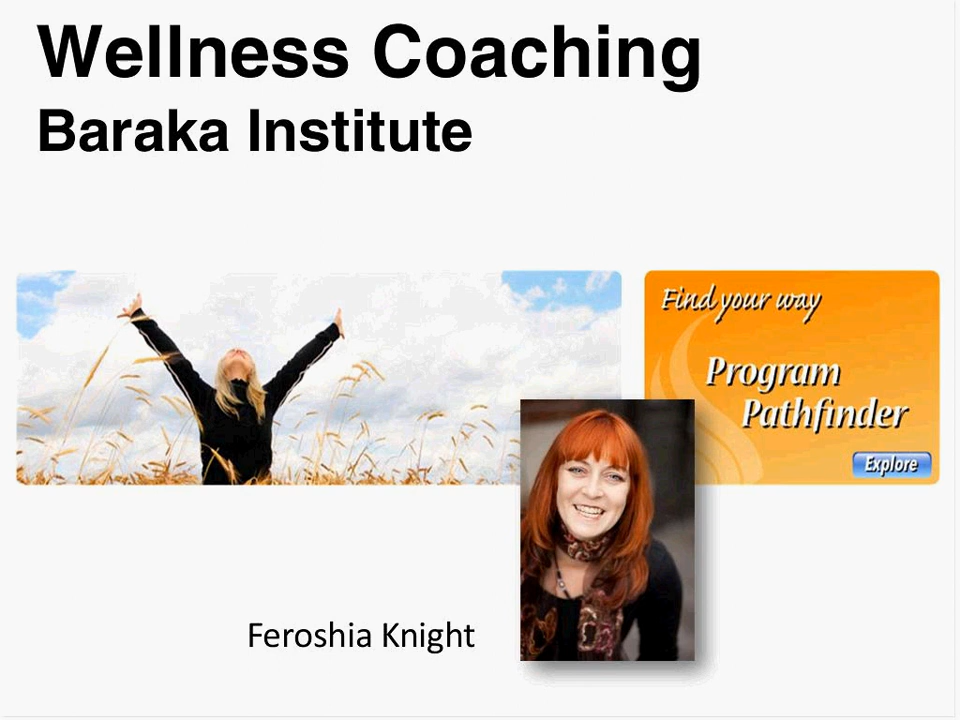 Wellness Coaching
Baraka Institute
Find your way
Program
Pathfinder
Explore
Feroshia Knight